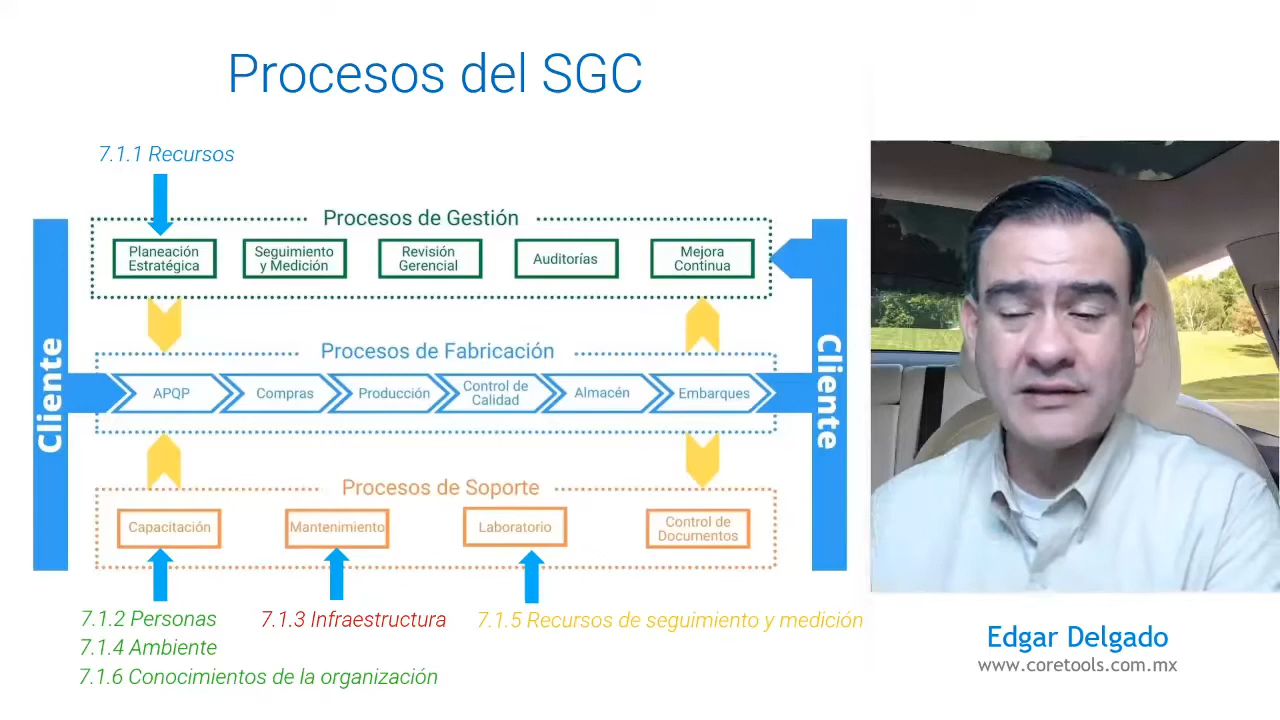 Procesos del SGC
7.1.1 Recursos
Procesos de Gestión
Planeación
Estratégica
Seguimiento
y Medición
Revisión
Gerencial
Auditorías
Mejora
Continua
Cliente
Procesos de Fabricación
APQP
Compras
Producción
Control de
Calidad
Almacén
Embarques
Cliente
Procesos de Soporte
Capacitación
Mantenimiento
Laboratorio
Control de
Documentos
7.1.2 Personas
7.1.4 Ambiente
7.1.6 Conocimientos de la organización
7.1.3 Infraestructura
7.1.5 Recursos de seguimiento y medición
Edgar Delgado
www.coretools.com.mx